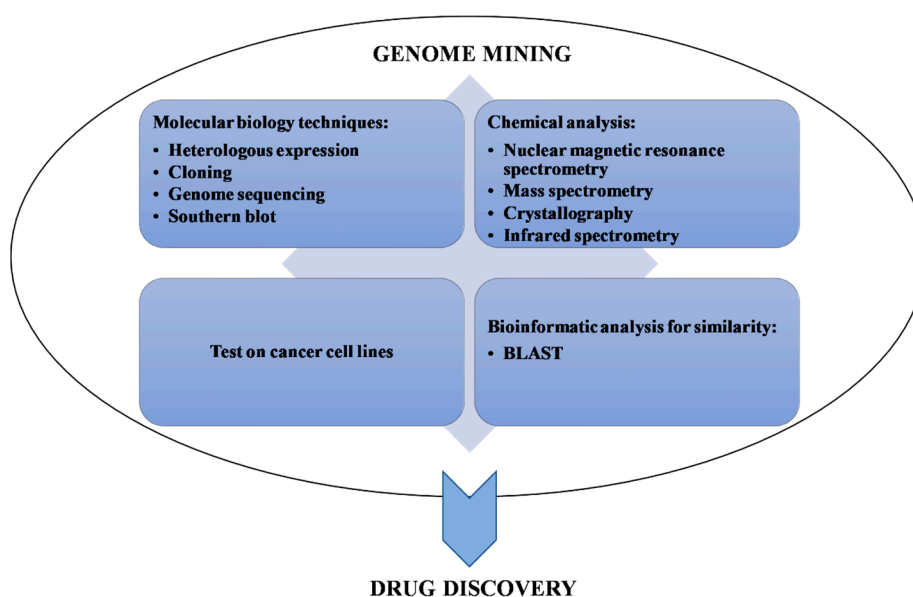 GENOME MINING
Molecular biology techniques:
• Heterologous expression
• Cloning
• Genome sequencing
• Southern blot
Chemical analysis:
• Nuclear magnetic resonance
spectrometry
• Mass spectrometry
• Crystallography
• Infrared spectrometry
Test on cancer cell lines
Bioinformatic analysis for similarity:
• BLAST
DRUG DISCOVERY